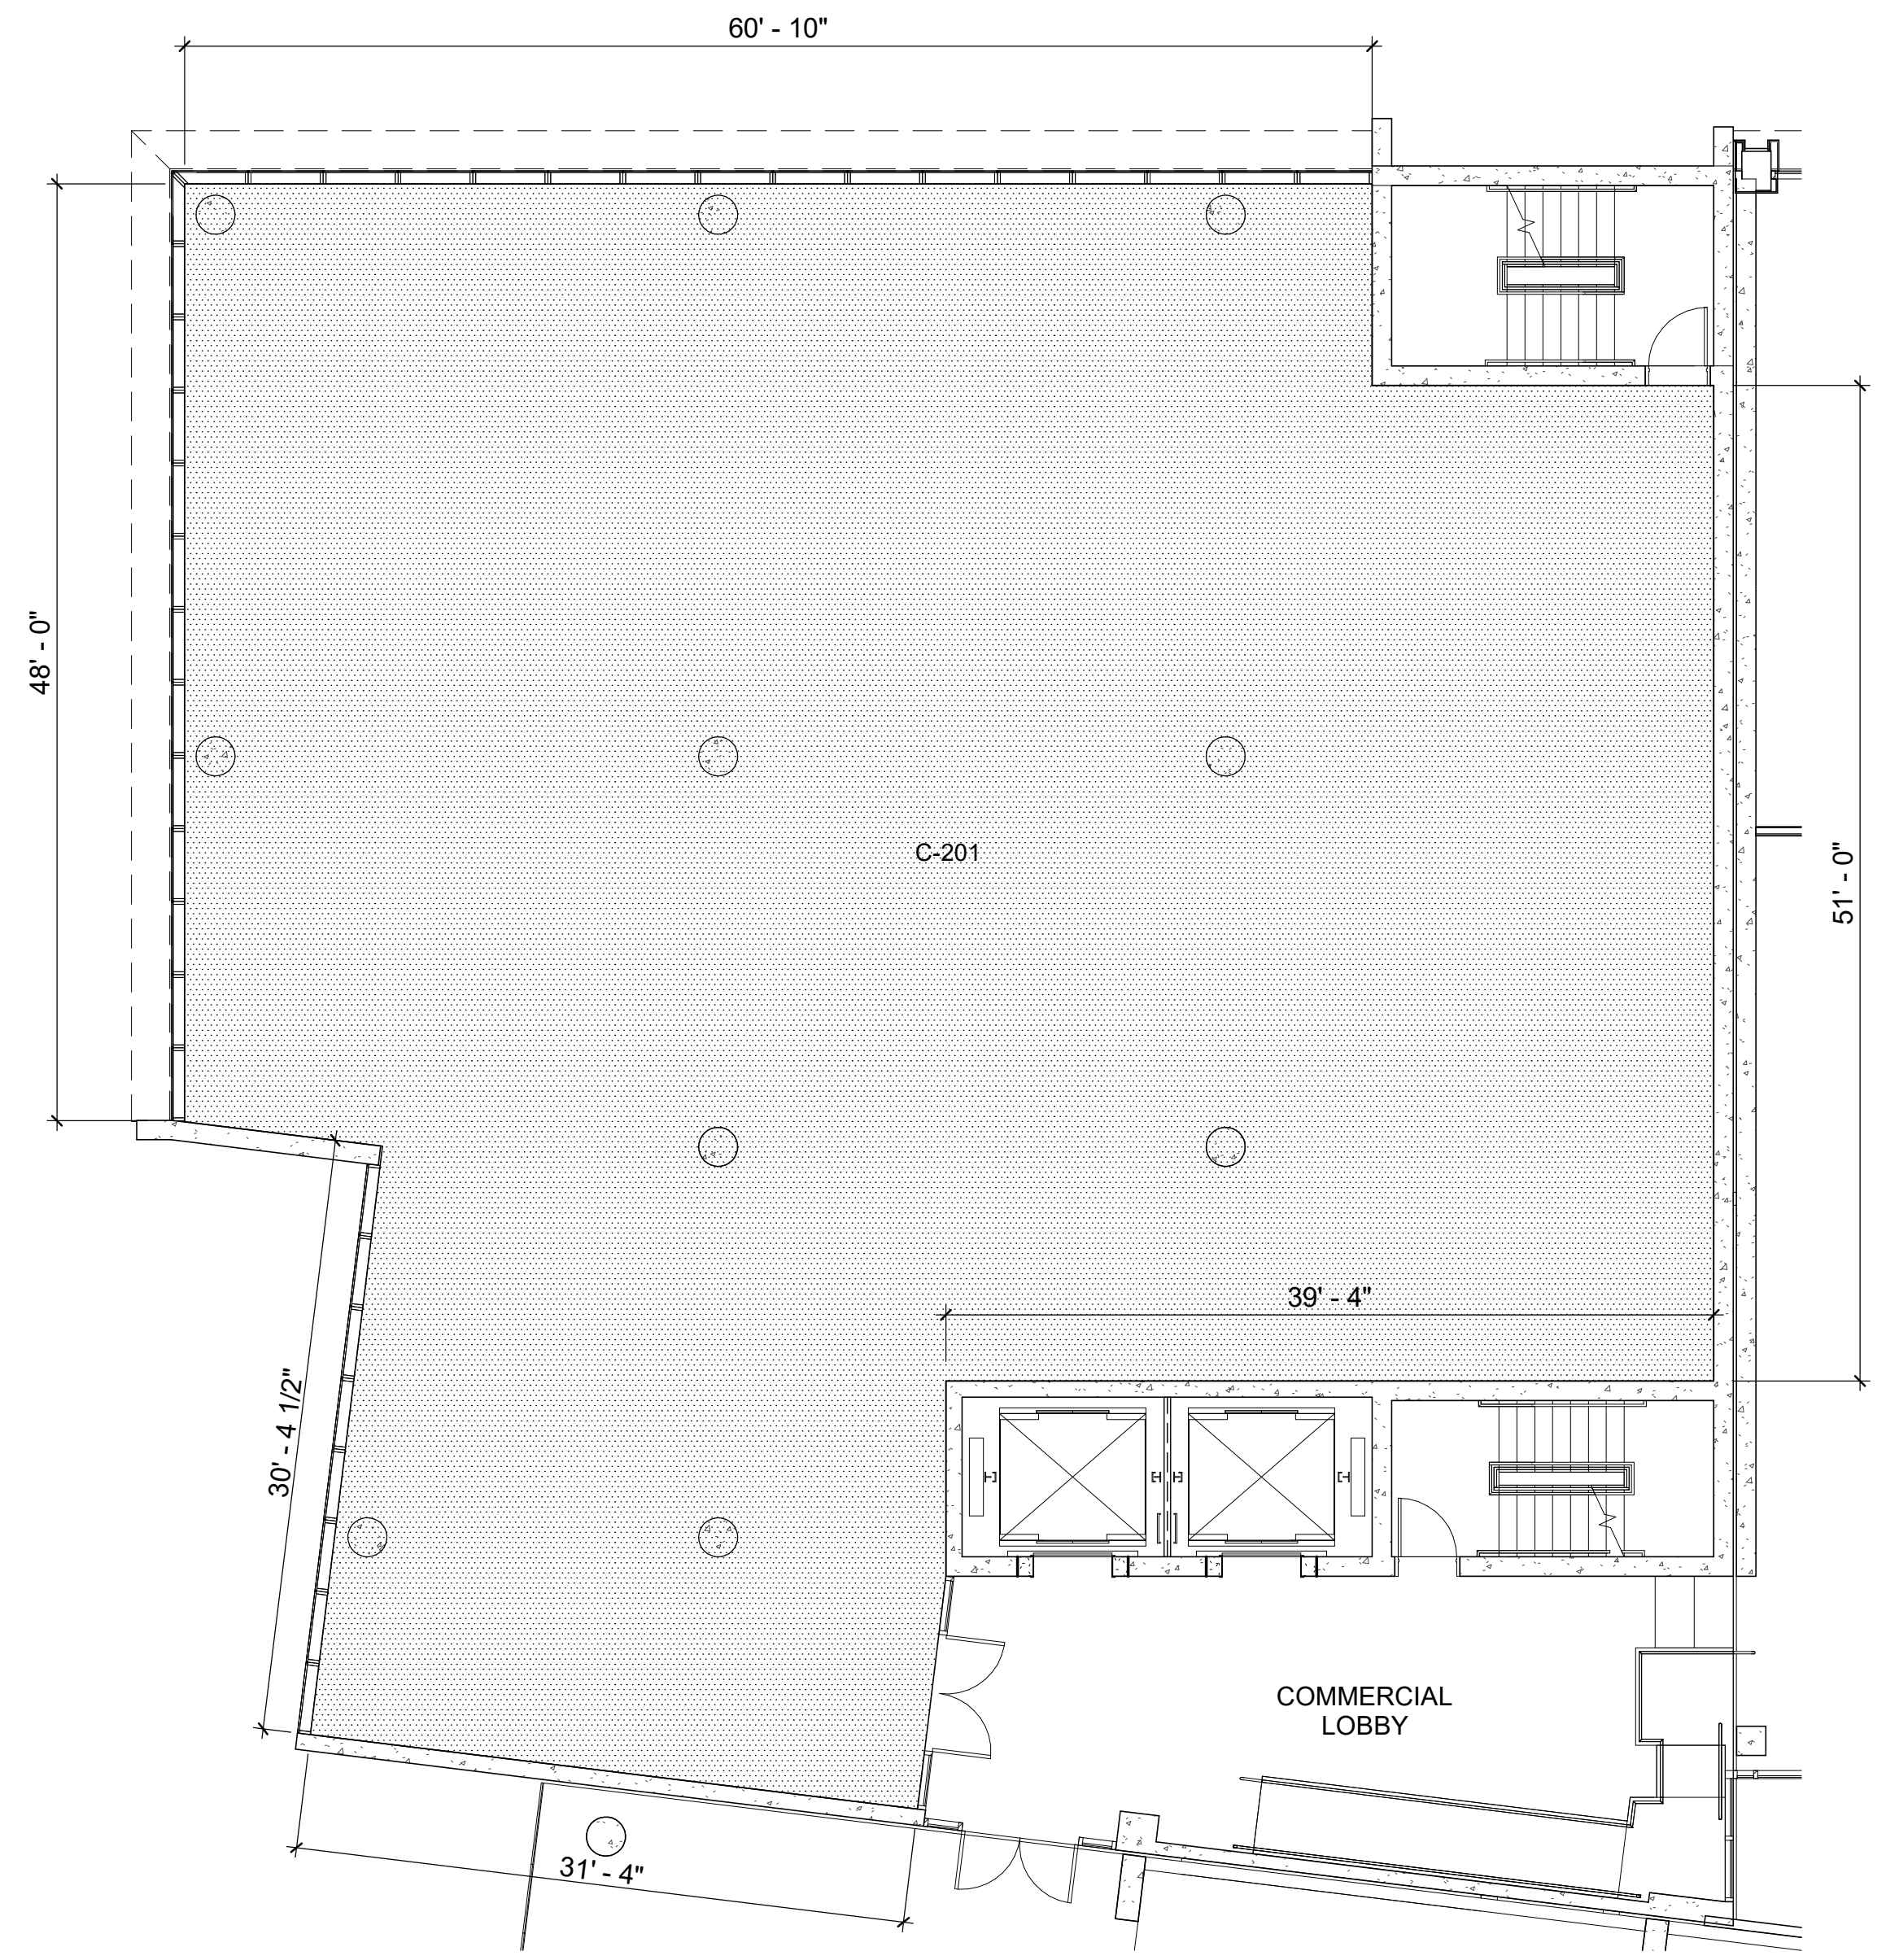 60' - 10"
48' - 0"
C-201
51' - 0"
39' - 4"
30' - 4 1/2"
COMMERCIAL
LOBBY
31' - 4"